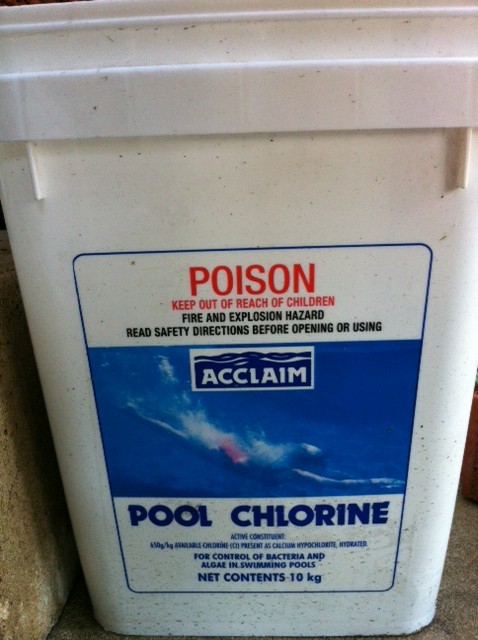 POISON
KEEP OUT OF REACH OF CHILDREN
FIRE AND EXPLOSION HAZARD
READ SAFETY DIRECTIONS BEFORE OPENING OR USING
ACCLAIM
POOL CHLORINE
ACTIVE CONSTITUENT:
650g/kg AVAILABLE CHLORINE (Cl) PRESENT AS CALCIUM HYPOCHLORITE, HYDRATED.
FOR CONTROL OF BACTERIA AND
ALGAE IN SWIMMING POOLS
NET CONTENTS 10 kg